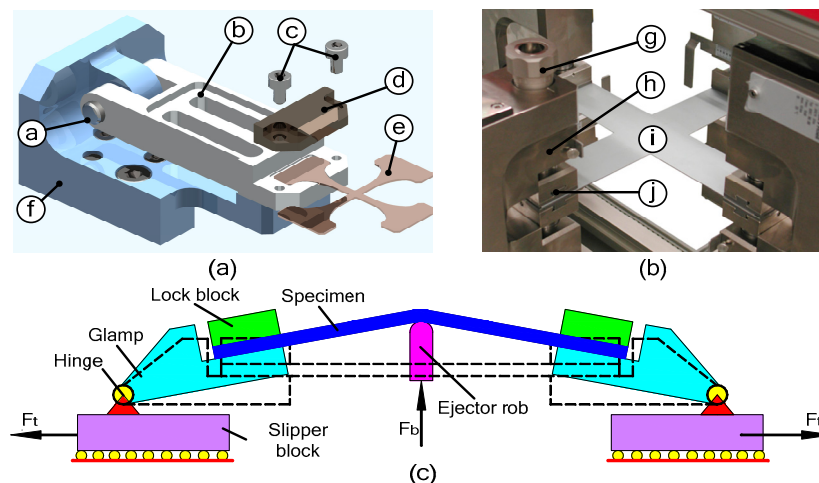 a
b
c
d
e
f
(a)
g
h
i
j
(b)
Lock block
Specimen
Glamp
Hinge
Ft
Slipper
block
Fb
Ejector rob
Ft
(c)